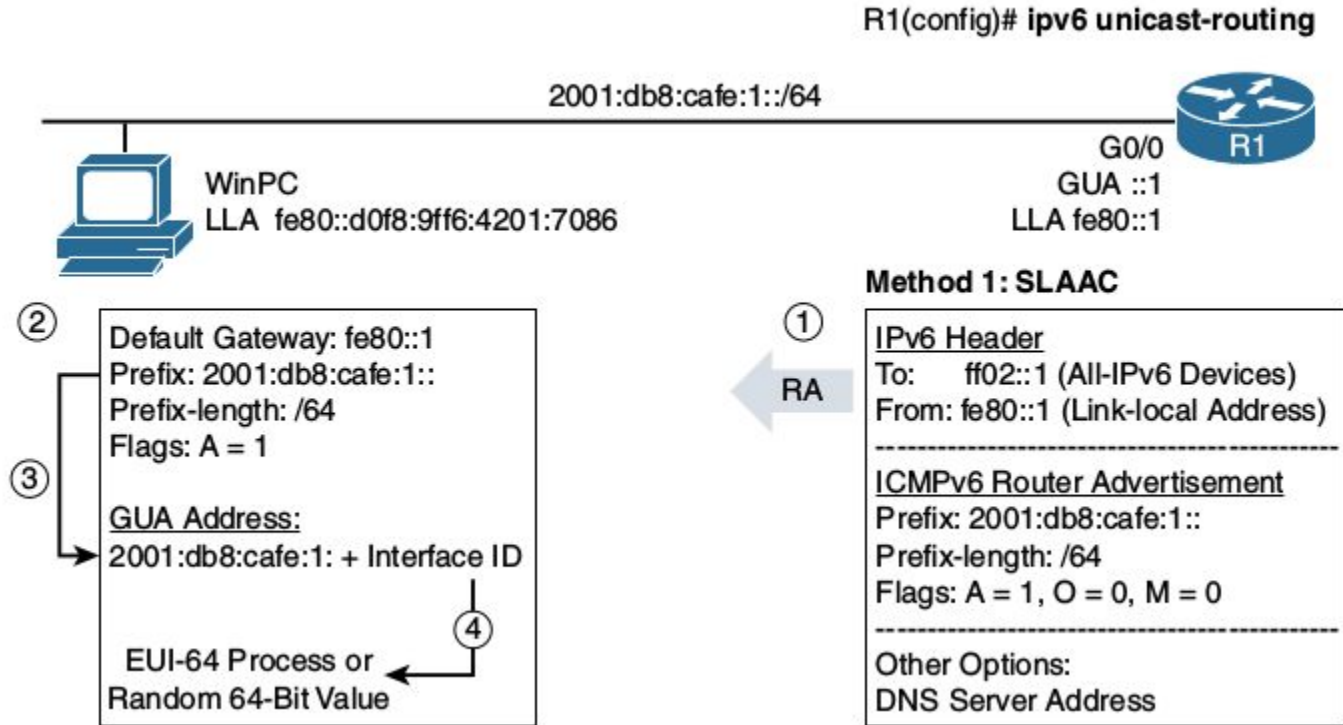 R1(config)# ipv6 unicast-routing
2001:db8:cafe:1::/64
WinPC
LLA fe80::d0f8:9ff6:4201:7086
G0/0
R1
GUA ::1
LLA fe80::1
Method 1: SLAAC
②
Default Gateway: fe80::1
Prefix: 2001:db8:cafe:1::
Prefix-length: /64
Flags: A = 1
③
GUA Address:
2001:db8:cafe:1: + Interface ID
④
EUI-64 Process or
Random 64-Bit Value
①
RA
IPv6 Header
To: ff02::1 (All-IPv6 Devices)
From: fe80::1 (Link-local Address)
ICMPv6 Router Advertisement
Prefix: 2001:db8:cafe:1::
Prefix-length: /64
Flags: A = 1, O = 0, M = 0
Other Options:
DNS Server Address